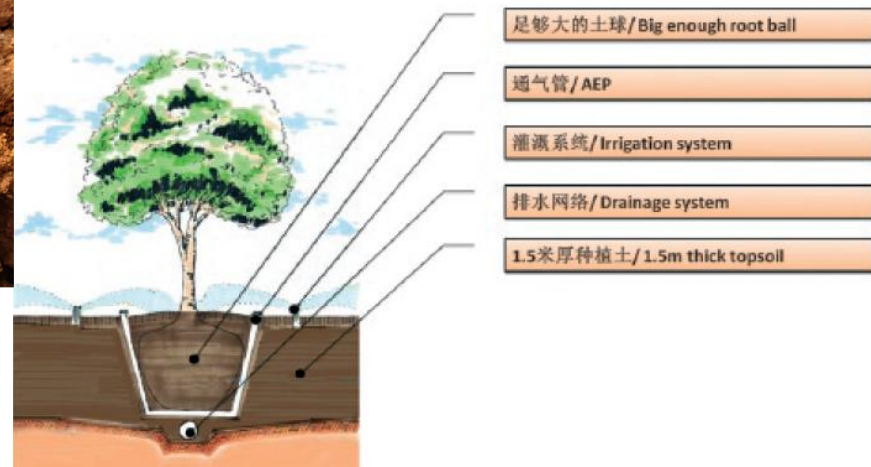 足够大的土球/Big enough root ball
通气管/AEP
灌溉系统/Irrigation system
排水网络/Drainage system
1.5米厚种植土/1.5m thick topsoil